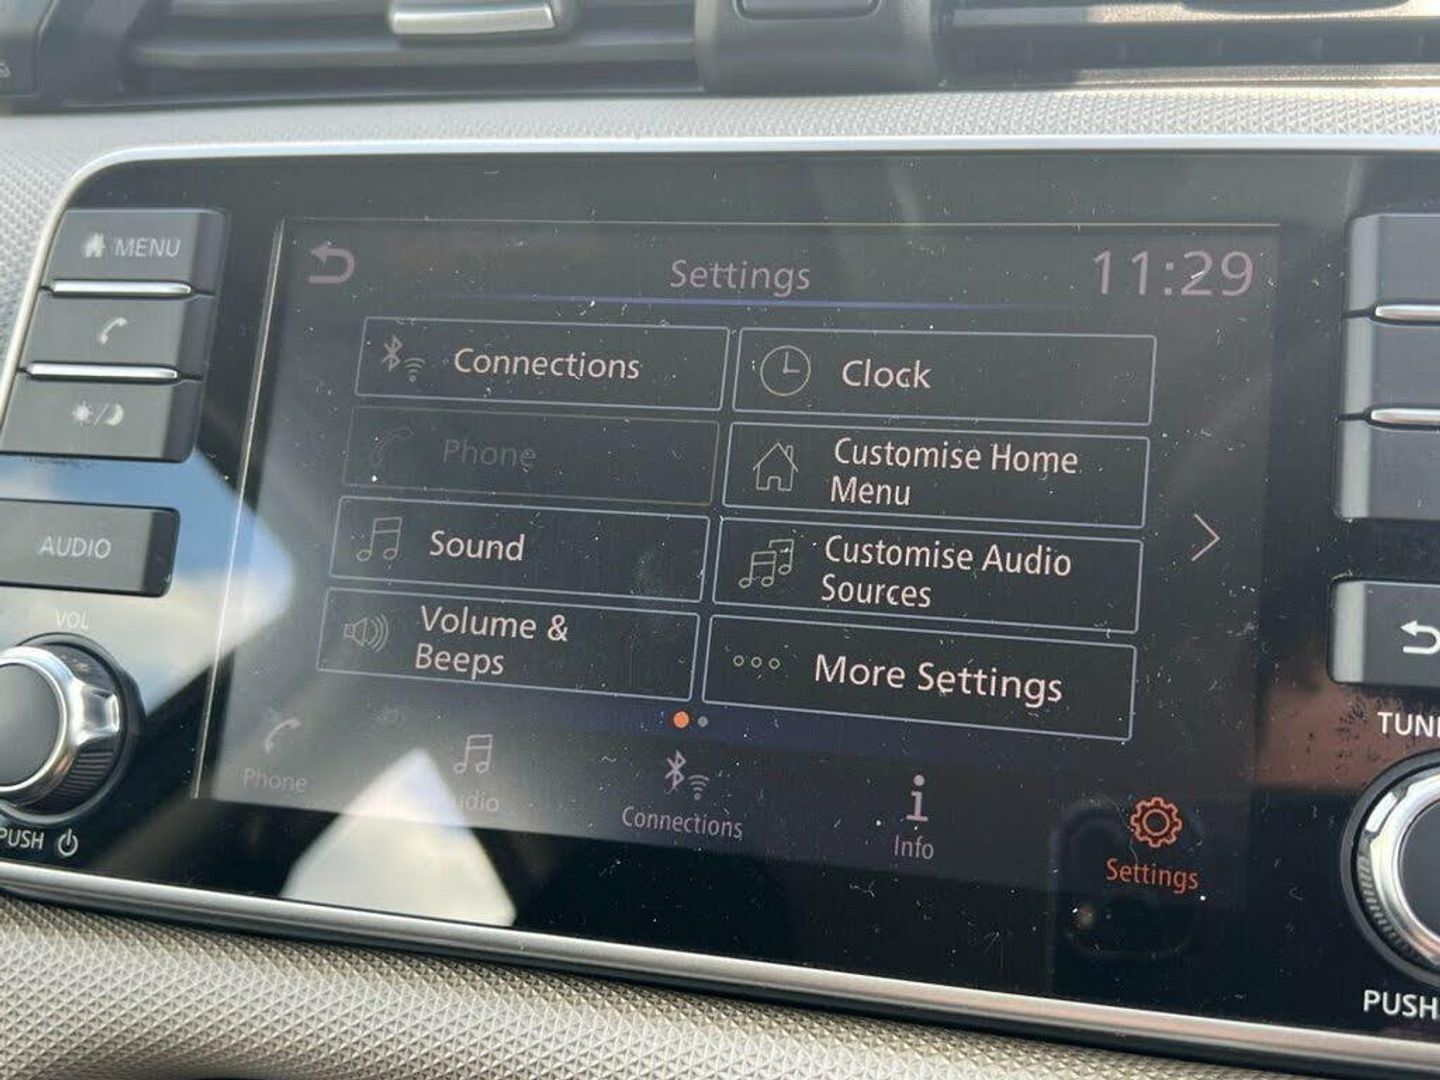 MENU
Settings
11:29
Connections
Clock
Phone
Customise Home
Menu
Sound
Customise Audio
Sources
Volume &
Beeps
More Settings
AUDIO
VOL
PUSH
Phone
Connections
Info
Settings
PUSH